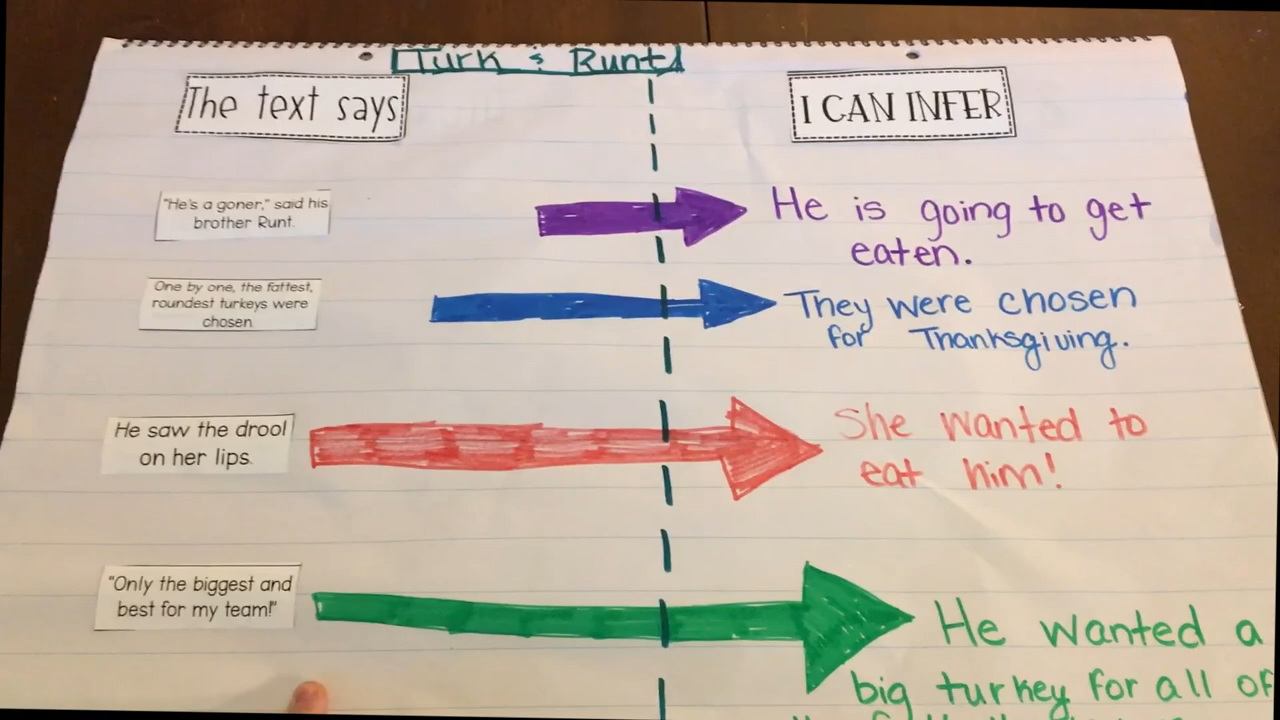 Turk & Runt
The text says
I CAN INFER
"He's a goner," said his
brother Runt.
He is going to get
eaten.
One by one, the fattest,
roundest turkeys were
chosen.
They were chosen
for Thanksgiving.
He saw the drool
on her lips.
She wanted to
eat him!
"Only the biggest and
best for my team!"
He wanted a
big turkey for all of